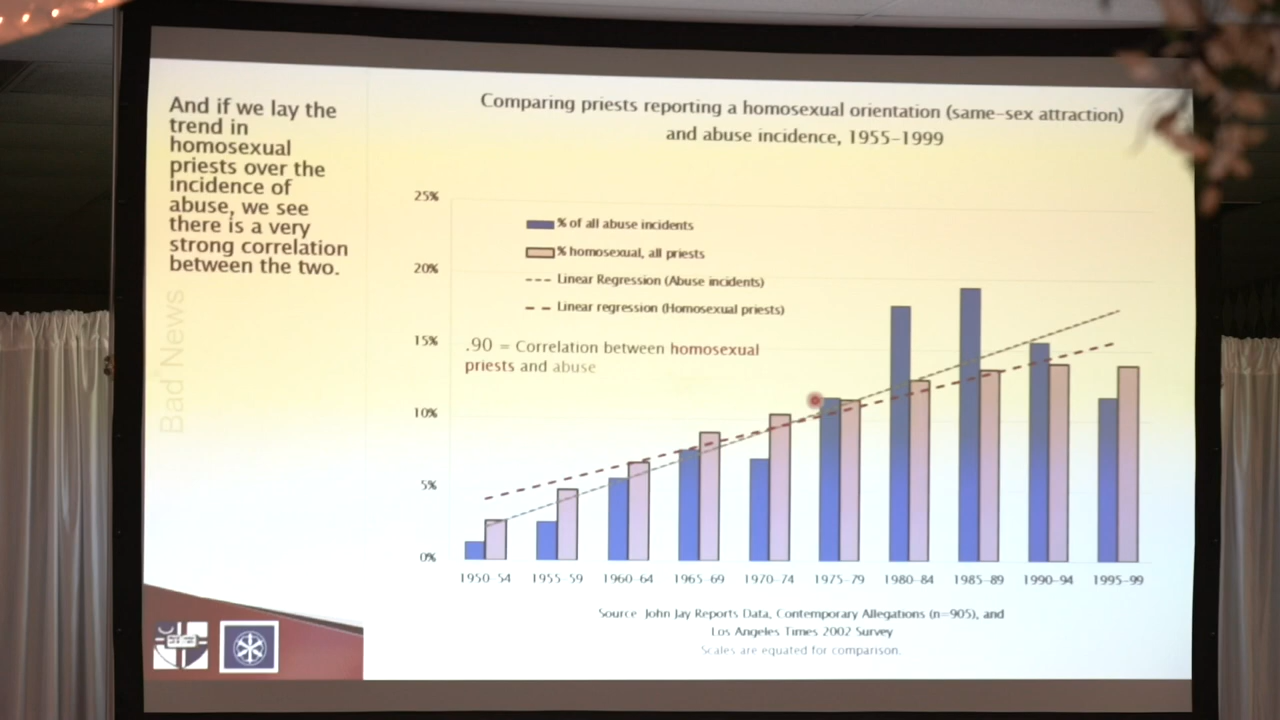 And if we lay the
trend in
homosexual
priests over the
incidence of
abuse, we see
there is a very
strong correlation
between the two.
Bad News
Comparing priests reporting a homosexual orientation (same-sex attraction)
and abuse incidence, 1955-1999
25%
20%
15%
10%
5%
0%
% of all abuse incidents
% homosexual, all priests
Linear Regression (Abuse incidents)
Linear regression (Homosexual priests)
.90 = Correlation between homosexual
priests and abuse
1950-54 1955-59 1960-64 1965-69 1970-74 1975-79 1980-84 1985-89 1990-94 1995-99
Source: John Jay Reports Data, Contemporary Allegations (n=905), and
Los Angeles Times 2002 Survey
Scales are equated for comparison.